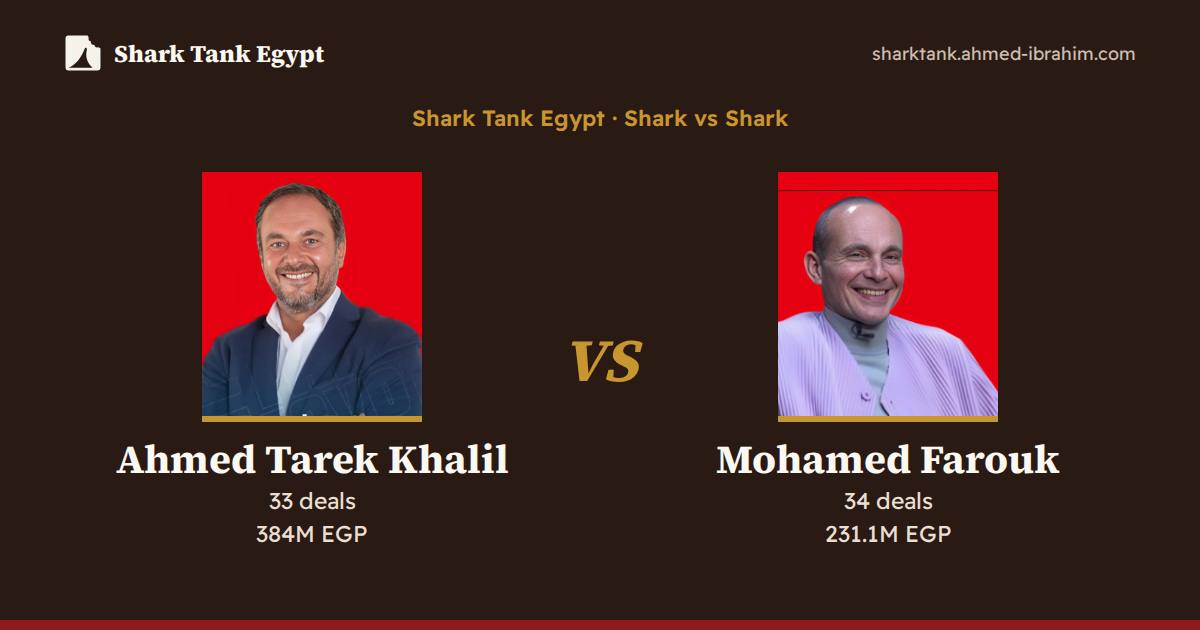 Shark Tank Egypt
sharktank.ahmed-ibrahim.com
Shark Tank Egypt · Shark vs Shark
VS
Ahmed Tarek Khalil
33 deals
384M EGP
Mohamed Farouk
34 deals
231.1M EGP